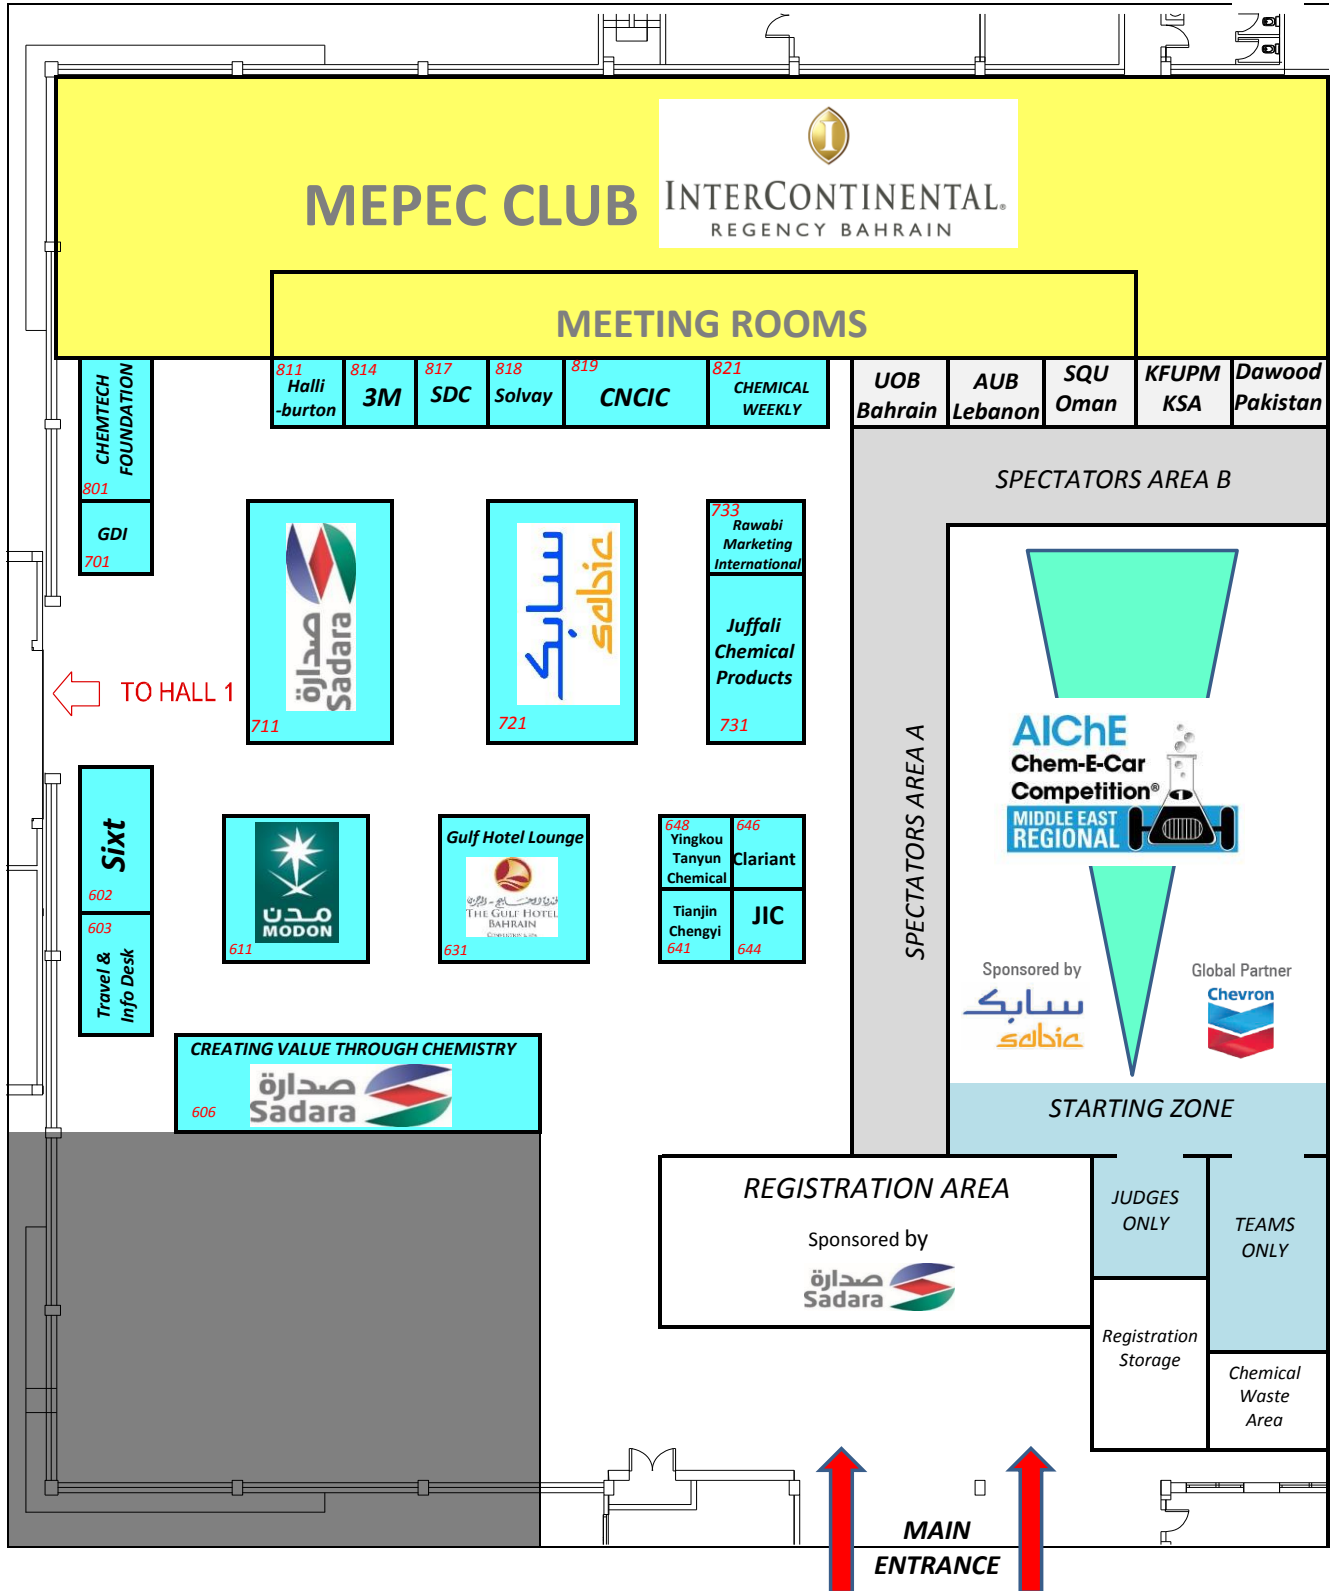 MEPEC CLUB
INTERCONTINENTAL®
REGENCY BAHRAIN
MEETING ROOMS
CHEMTECH
FOUNDATION
801
GDI
701
811
Halli
-burton
814
3M
817
SDC
818
Solvay
819
CNCIC
821
CHEMICAL
WEEKLY
UOB
Bahrain
AUB
Lebanon
SQU
Oman
KFUPM
KSA
Dawood
Pakistan
SPECTATORS AREA B
صدارة
Sadara
711
سابك
sabic
721
733
Rawabi
Marketing
International
Juffali
Chemical
Products
731
TO HALL 1
SPECTATORS AREA A
AIChE
Chem-E-Car
Competition®
MIDDLE EAST
REGIONAL
1
Sponsored by
سابك
sabic
Global Partner
Chevron
STARTING ZONE
Sixt
602
603
Travel &
Info Desk
مدن
MODON
611
Gulf Hotel Lounge
THE GULF HOTEL
BAHRAIN
631
648
Yingkou
Tanyun
Chemical
646
Clariant
Tianjin
Chengyi
641
JIC
644
CREATING VALUE THROUGH CHEMISTRY
صدارة
Sadara
606
REGISTRATION AREA
Sponsored by
صدارة
Sadara
JUDGES
ONLY
TEAMS
ONLY
Registration
Storage
Chemical
Waste
Area
MAIN
ENTRANCE